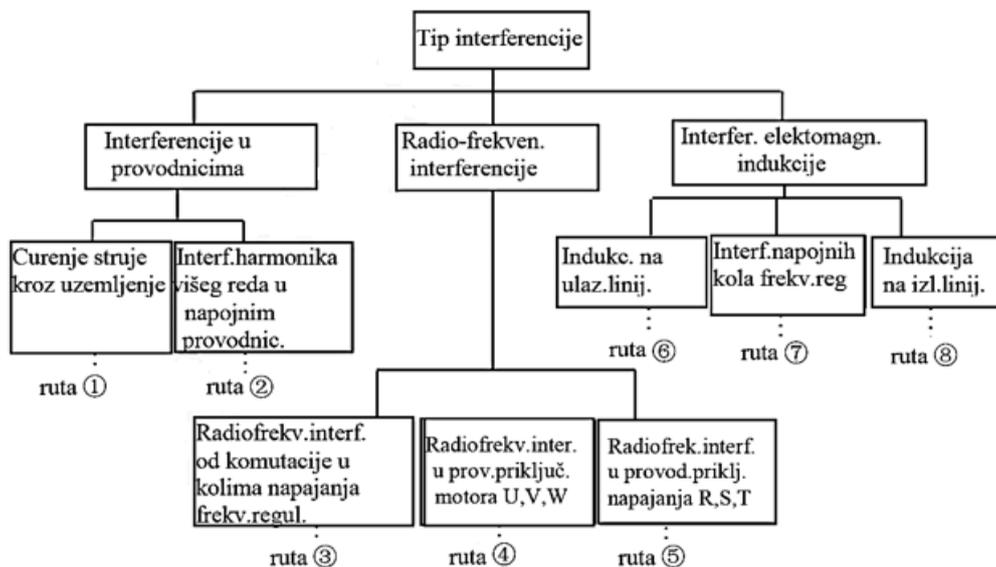 Tip interferencije
Interferencije u
provodnicima
Radio-frekven.
interferencije
Interfer. elektomagn.
indukcije
Curenje struje
kroz uzemljenje
Interf.harmonika
višeg reda u
napojnim
provodnic.
Indukc. na
ulaz.linij.
Interf.napojnih
kola frekv.reg
Indukcija
na izl.linij.
ruta ①
ruta ②
ruta ⑥
ruta ⑦
ruta ⑧
Radiofrekv.interf.
od komutacije u
kolima napajanja
frekv.regul.
Radiofrekv.inter.
u prov.priključ.
motora U,V,W
Radiofrek.interf.
u provod.priklj.
napajanja R,S,T
ruta ③
ruta ④
ruta ⑤